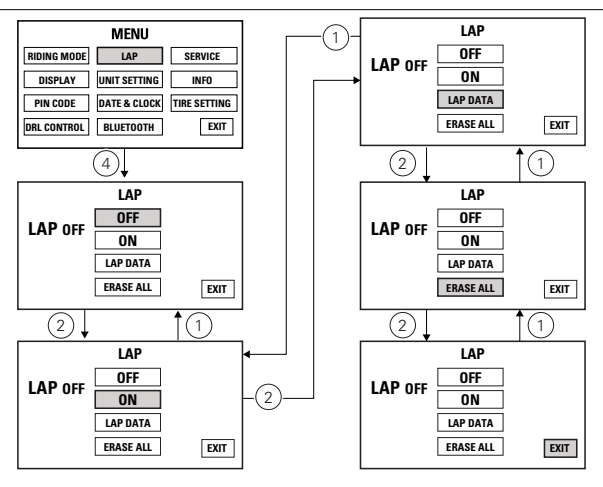 MENU
RIDING MODE LAP SERVICE
DISPLAY UNIT SETTING INFO
PIN CODE DATE & CLOCK TIRE SETTING
DRL CONTROL BLUETOOTH EXIT
4
LAP
LAP OFF
OFF
ON
LAP DATA
ERASE ALL EXIT
2 1
LAP
LAP OFF
OFF
ON
LAP DATA
ERASE ALL EXIT
1
2
LAP
LAP OFF
OFF
ON
LAP DATA
ERASE ALL EXIT
2 1
LAP
LAP OFF
OFF
ON
LAP DATA
ERASE ALL EXIT
2 1
LAP
LAP OFF
OFF
ON
LAP DATA
ERASE ALL EXIT